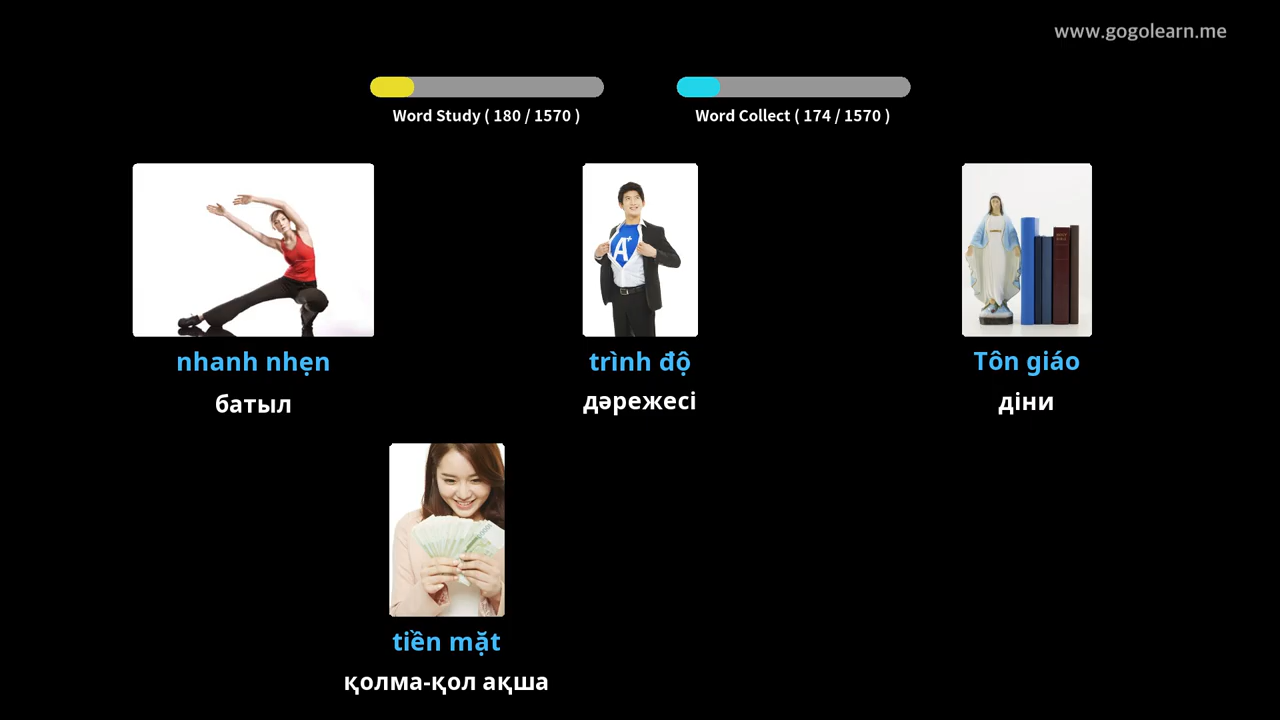 www.gogolearn.me
Word Study ( 180 / 1570 )
Word Collect ( 174 / 1570 )
A+
nhanh nhẹn
trình độ
Tôn giáo
батыл
дәрежесі
діни
tiền mặt
қолма-қол ақша